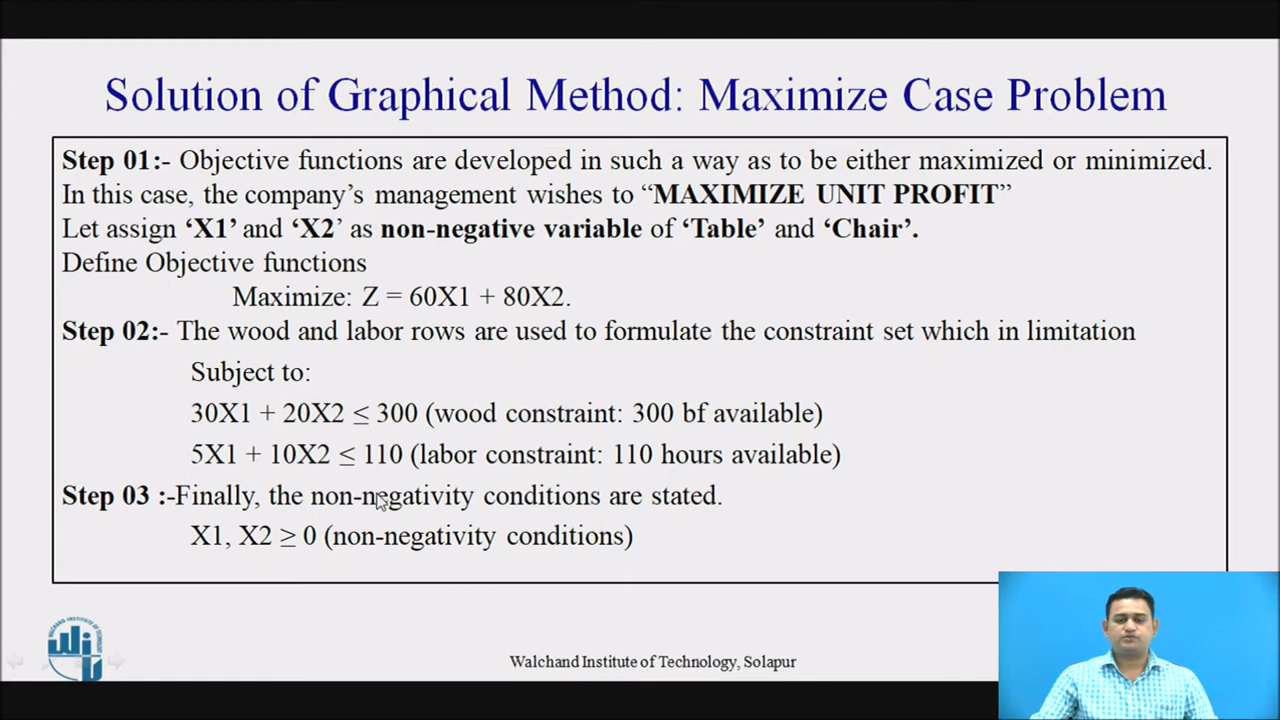 Solution of Graphical Method: Maximize Case Problem
Step 01:- Objective functions are developed in such a way as to be either maximized or minimized.
In this case, the company’s management wishes to “MAXIMIZE UNIT PROFIT”
Let assign ‘X1’ and ‘X2’ as non-negative variable of ‘Table’ and ‘Chair’.
Define Objective functions
Maximize: Z = 60X1 + 80X2.
Step 02:- The wood and labor rows are used to formulate the constraint set which in limitation
Subject to:
30X1 + 20X2 ≤ 300 (wood constraint: 300 bf available)
5X1 + 10X2 ≤ 110 (labor constraint: 110 hours available)
Step 03 :-Finally, the non-negativity conditions are stated.
X1, X2 ≥ 0 (non-negativity conditions)
Walchand Institute of Technology, Solapur